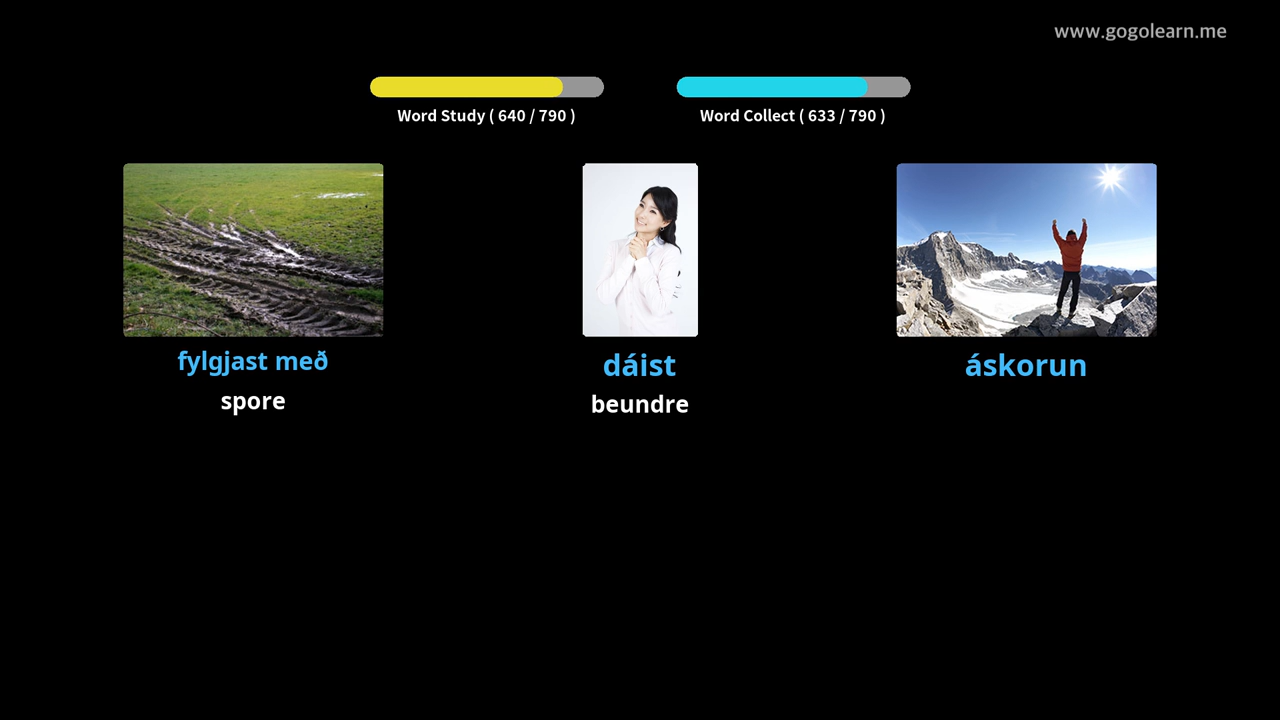 www.gogolearn.me
Word Study ( 640 / 790 )
Word Collect ( 633 / 790 )
fylgjast með
spore
dáist
beundre
áskorun